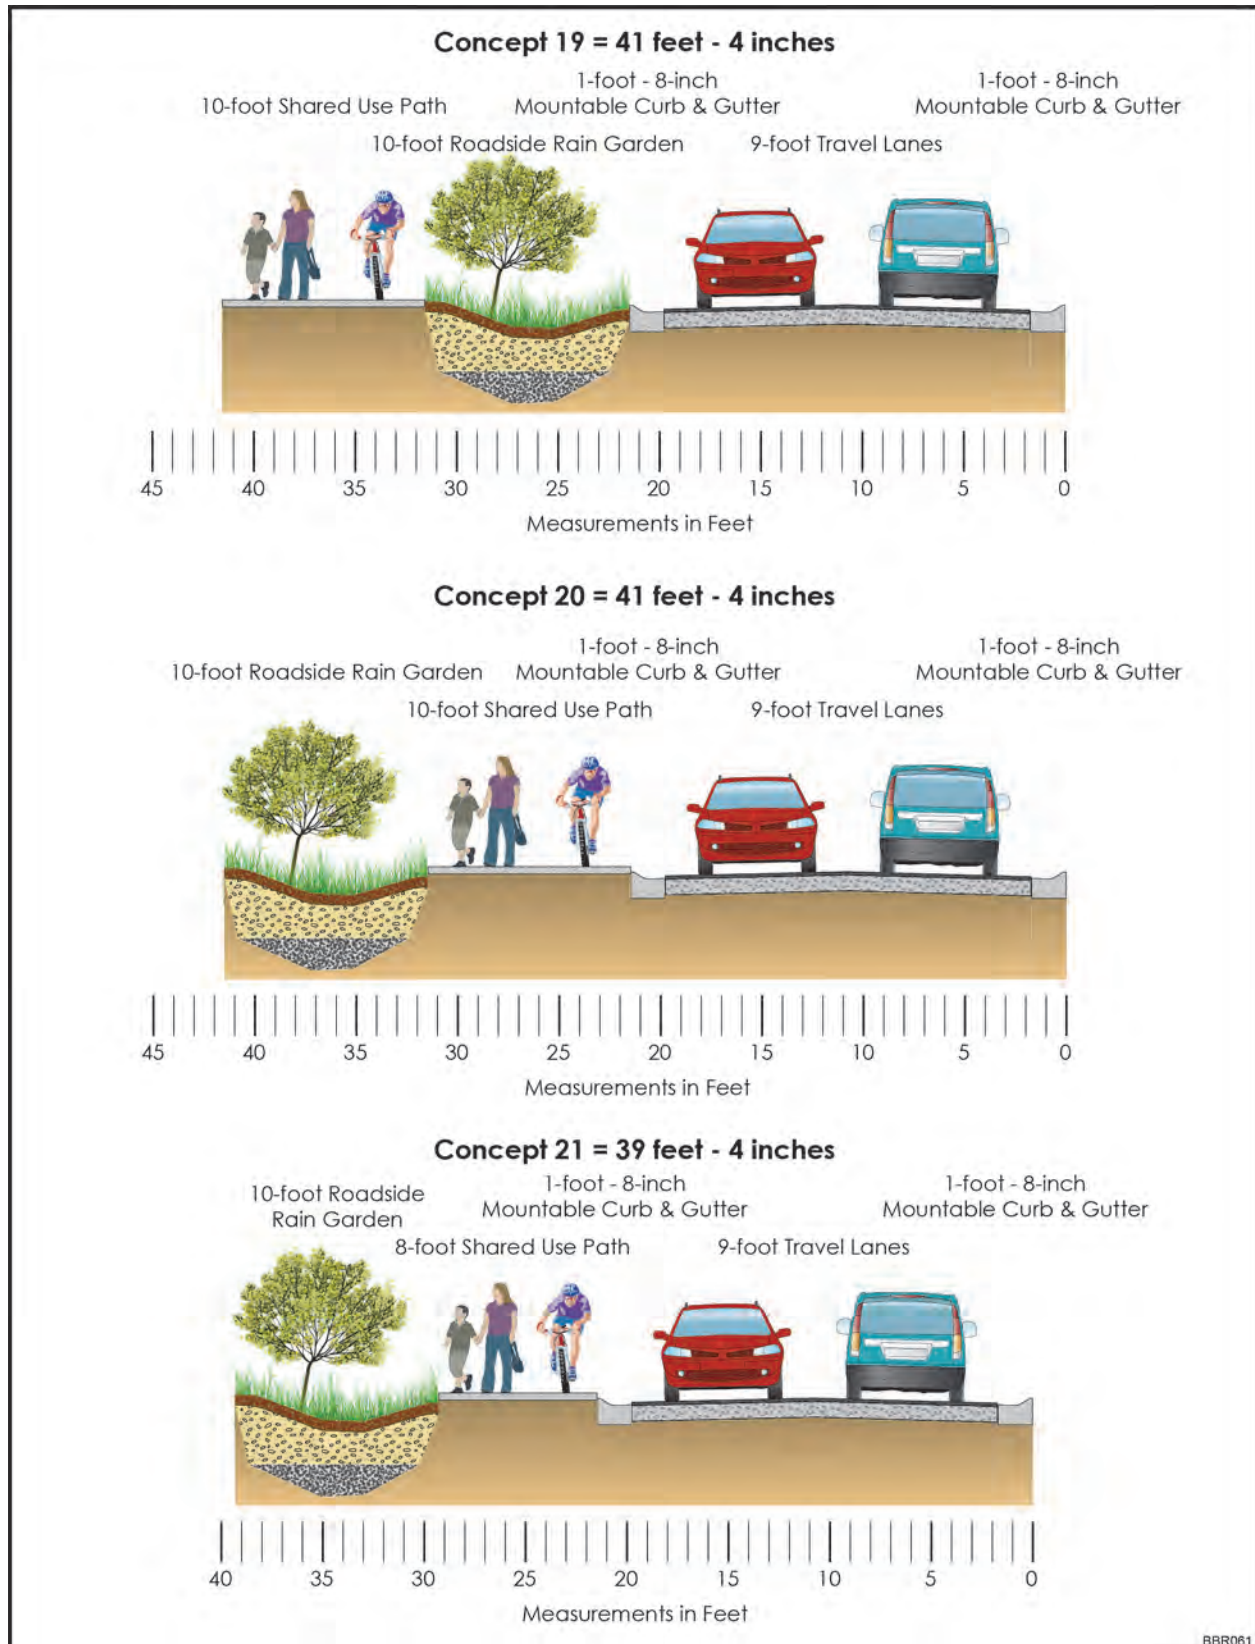 Concept 19 = 41 feet - 4 inches
1-foot - 8-inch
Mountable Curb & Gutter
1-foot - 8-inch
Mountable Curb & Gutter
10-foot Shared Use Path
10-foot Roadside Rain Garden
9-foot Travel Lanes
45 40 35 30 25 20 15 10 5 0
Measurements in Feet
Concept 20 = 41 feet - 4 inches
1-foot - 8-inch
Mountable Curb & Gutter
1-foot - 8-inch
Mountable Curb & Gutter
10-foot Roadside Rain Garden
10-foot Shared Use Path
9-foot Travel Lanes
45 40 35 30 25 20 15 10 5 0
Measurements in Feet
Concept 21 = 39 feet - 4 inches
10-foot Roadside
Rain Garden
1-foot - 8-inch
Mountable Curb & Gutter
1-foot - 8-inch
Mountable Curb & Gutter
8-foot Shared Use Path
9-foot Travel Lanes
40 35 30 25 20 15 10 5 0
Measurements in Feet
BBR061